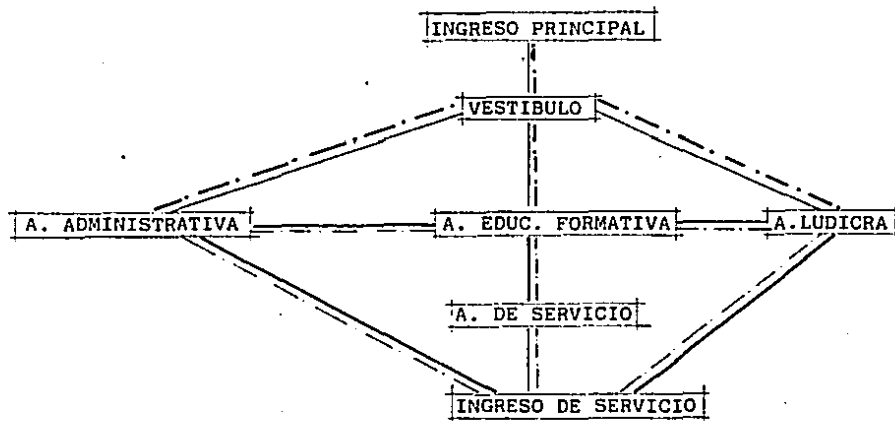 INGRESO PRINCIPAL
VESTIBULO
A. ADMINISTRATIVA
A. EDUC. FORMATIVA
A.LUDICRA
A. DE SERVICIO
INGRESO DE SERVICIO